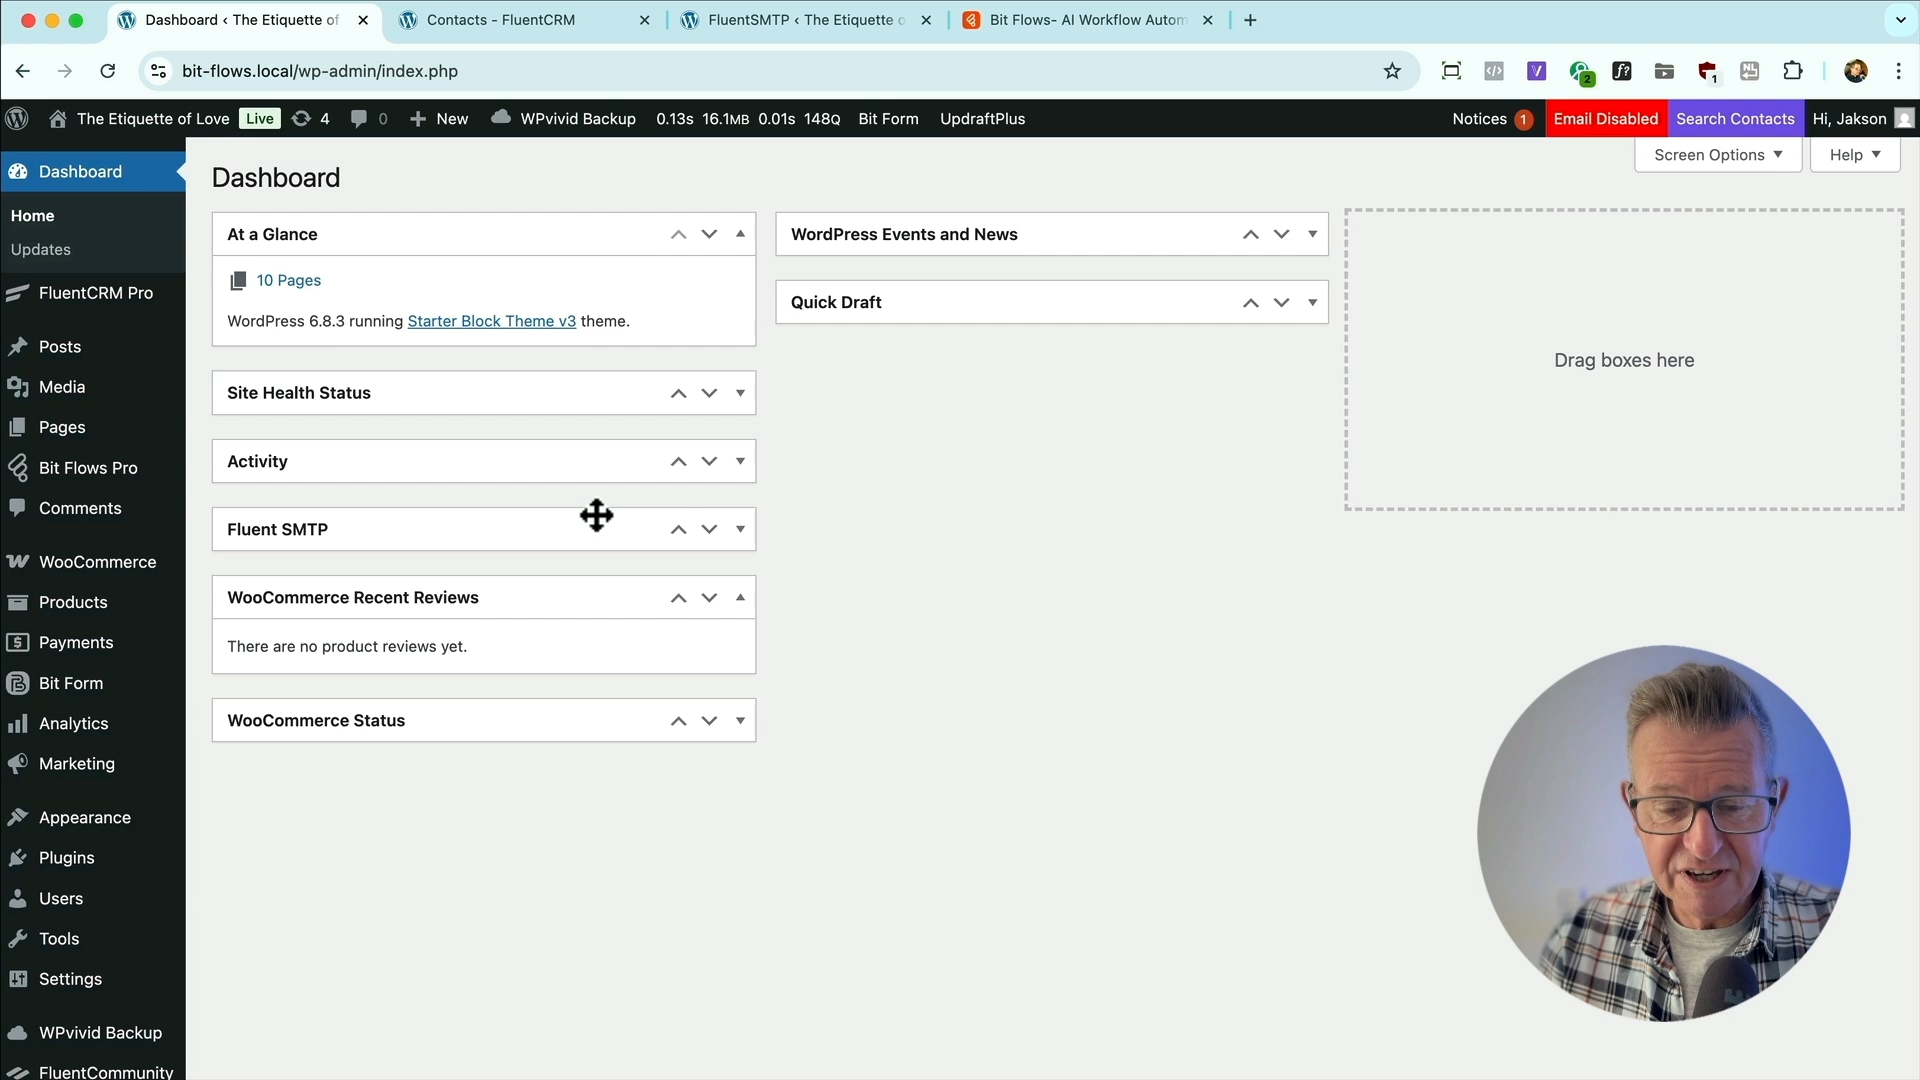 Dashboard ‹ The Etiquette of
Contacts - FluentCRM
FluentSMTP ‹ The Etiquette o
Bit Flows- AI Workflow Autom
bit-flows.local/wp-admin/index.php
2
1
The Etiquette of Love
Live
4
0
New
WPvivid Backup
0.13s 16.1MB 0.01s 148Q
Bit Form
UpdraftPlus
Notices 1
Email Disabled
Search Contacts
Hi, Jakson
Screen Options
Help
Dashboard
Home
Updates
FluentCRM Pro
Posts
Media
Pages
Bit Flows Pro
Comments
WooCommerce
Products
Payments
Bit Form
Analytics
Marketing
Appearance
Plugins
Users
Tools
Settings
WPvivid Backup
FluentCommunity
Dashboard
At a Glance
10 Pages
WordPress 6.8.3 running Starter Block Theme v3 theme.
Site Health Status
Activity
Fluent SMTP
WooCommerce Recent Reviews
There are no product reviews yet.
WooCommerce Status
WordPress Events and News
Quick Draft
Drag boxes here